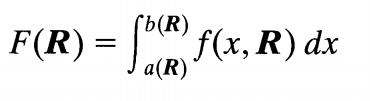 F(R) = ∫_{a(R)}^{b(R)} f(x, R) dx